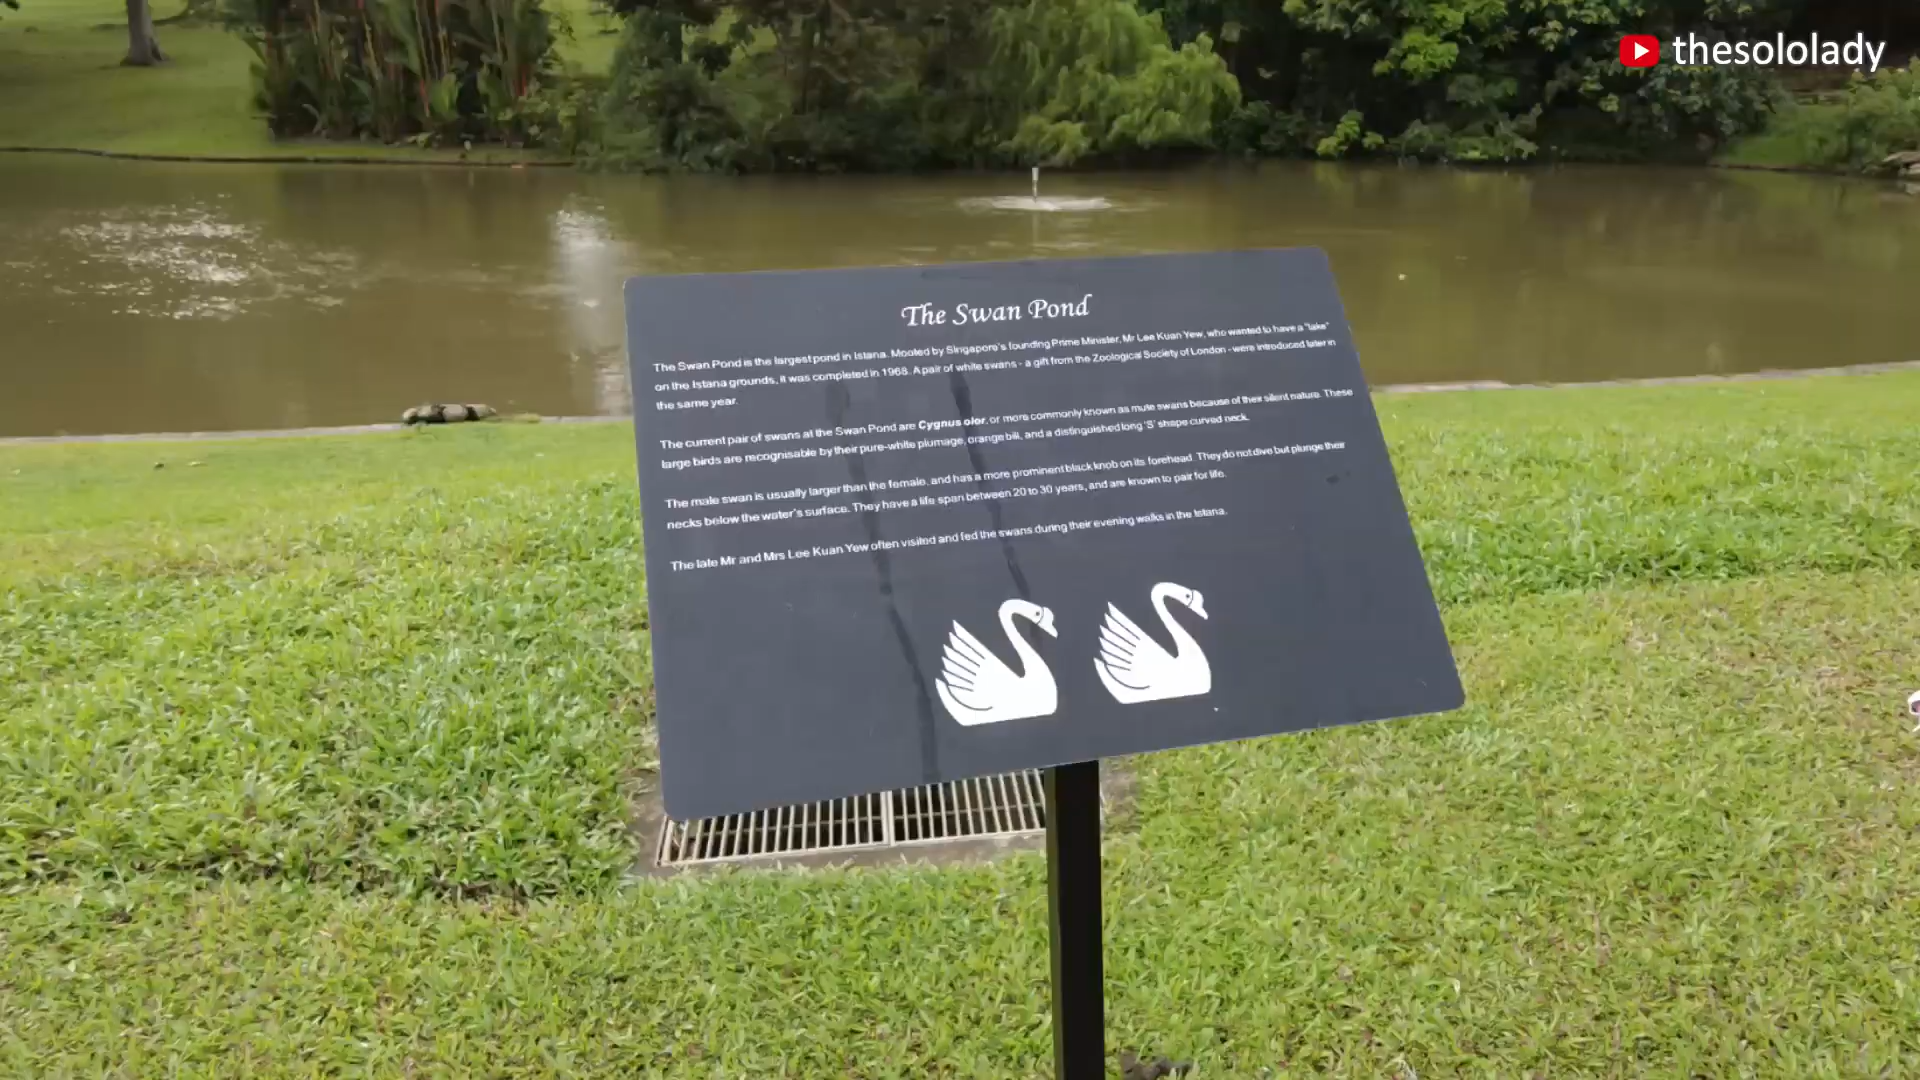 thesololady
The Swan Pond
The Swan Pond is the largest pond in Istana. Mooted by Singapore's founding Prime Minister, Mr Lee Kuan Yew, who wanted to have a "lake"
on the Istana grounds, it was completed in 1968. A pair of white swans - a gift from the Zoological Society of London - were introduced later in
the same year.
The current pair of swans at the Swan Pond are Cygnus olor, or more commonly known as mute swans because of their silent nature. These
large birds are recognisable by their pure-white plumage, orange bill, and a distinguished long 'S' shape curved neck.
The male swan is usually larger than the female, and has a more prominent black knob on its forehead. They do not dive but plunge their
necks below the water's surface. They have a life span between 20 to 30 years, and are known to pair for life.
The late Mr and Mrs Lee Kuan Yew often visited and fed the swans during their evening walks in the Istana.